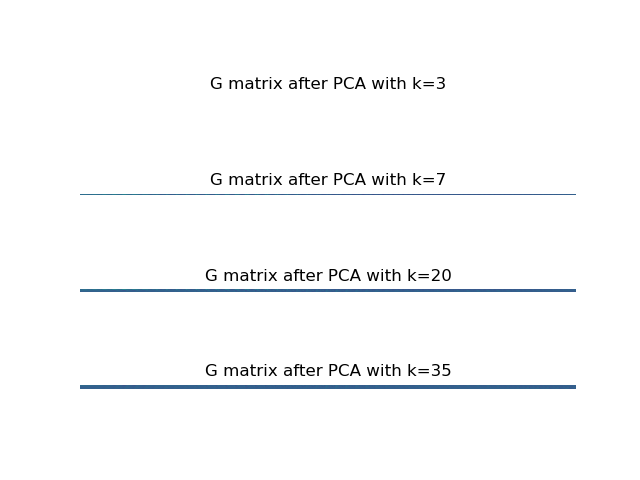 G matrix after PCA with k=3
G matrix after PCA with k=7
G matrix after PCA with k=20
G matrix after PCA with k=35